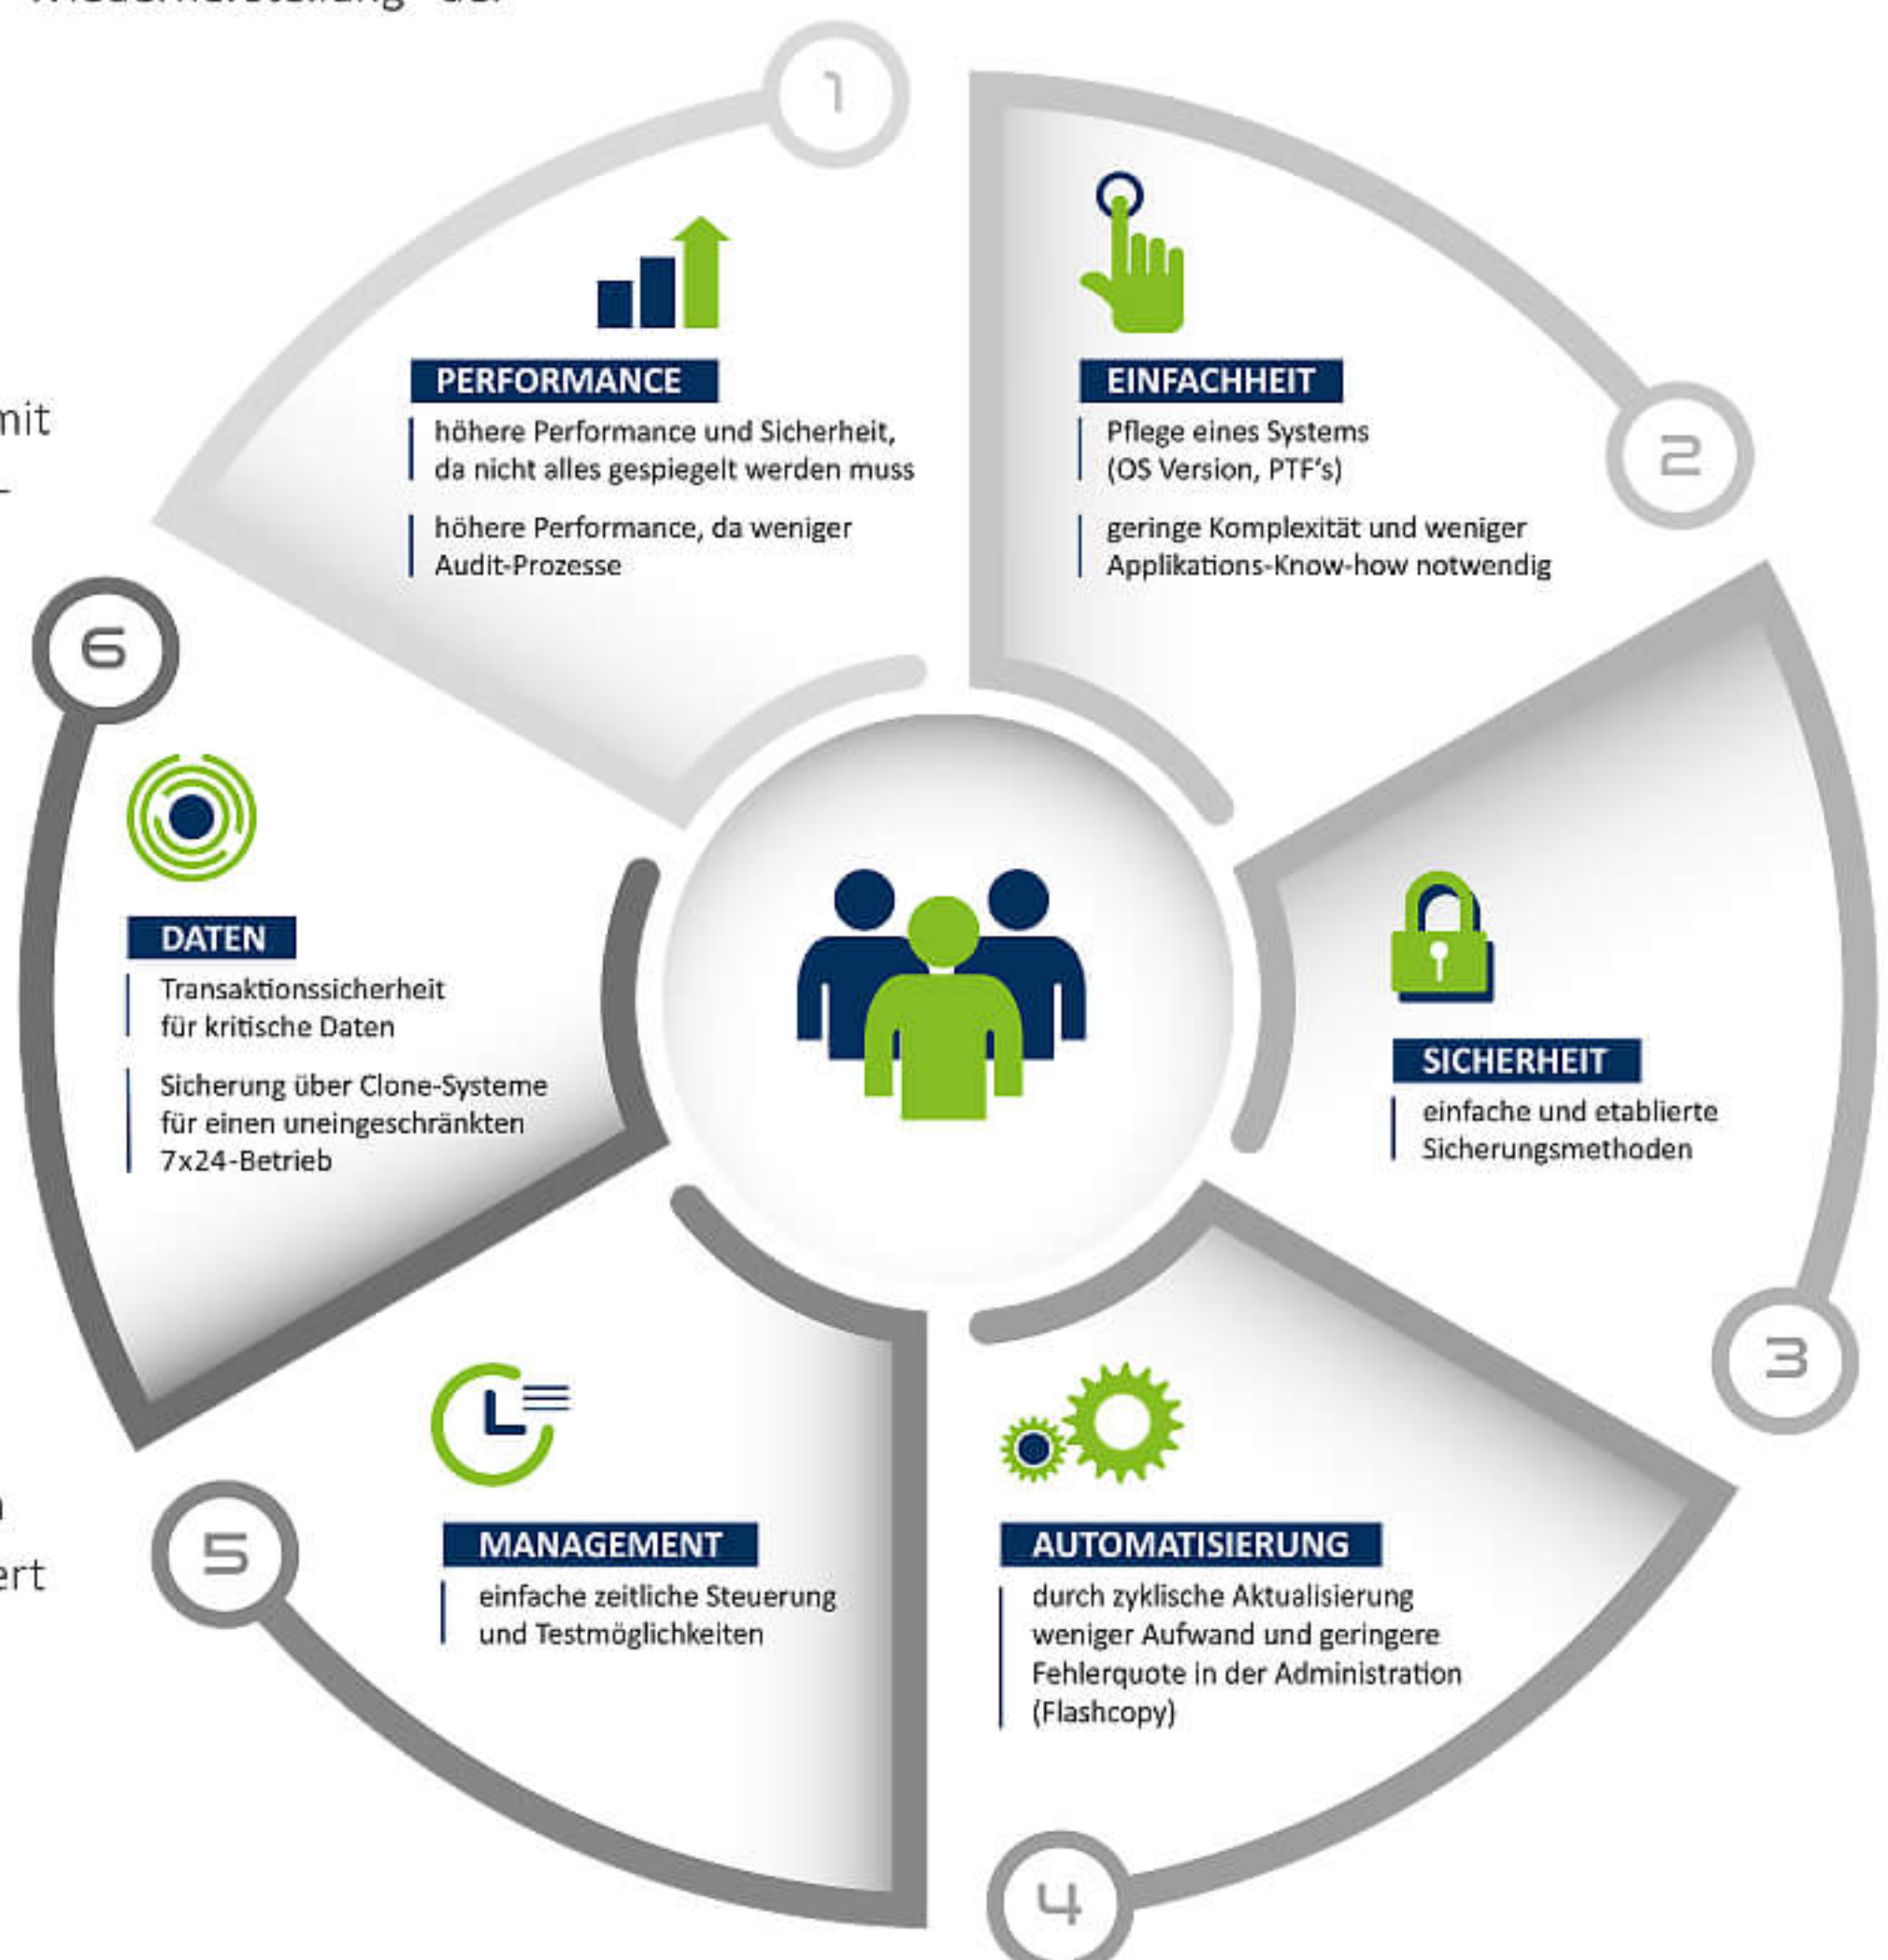 1
PERFORMANCE
höhere Performance und Sicherheit,
da nicht alles gespiegelt werden muss
höhere Performance, da weniger
Audit-Prozesse
2
EINFACHHEIT
Pflege eines Systems
(OS Version, PTF's)
geringe Komplexität und weniger
Applikations-Know-how notwendig
3
SICHERHEIT
einfache und etablierte
Sicherungsmethoden
4
AUTOMATISIERUNG
durch zyklische Aktualisierung
weniger Aufwand und geringere
Fehlerquote in der Administration
(Flashcopy)
5
MANAGEMENT
einfache zeitliche Steuerung
und Testmöglichkeiten
6
DATEN
Transaktionssicherheit
für kritische Daten
Sicherung über Clone-Systeme
für einen uneingeschränkten
7x24-Betrieb